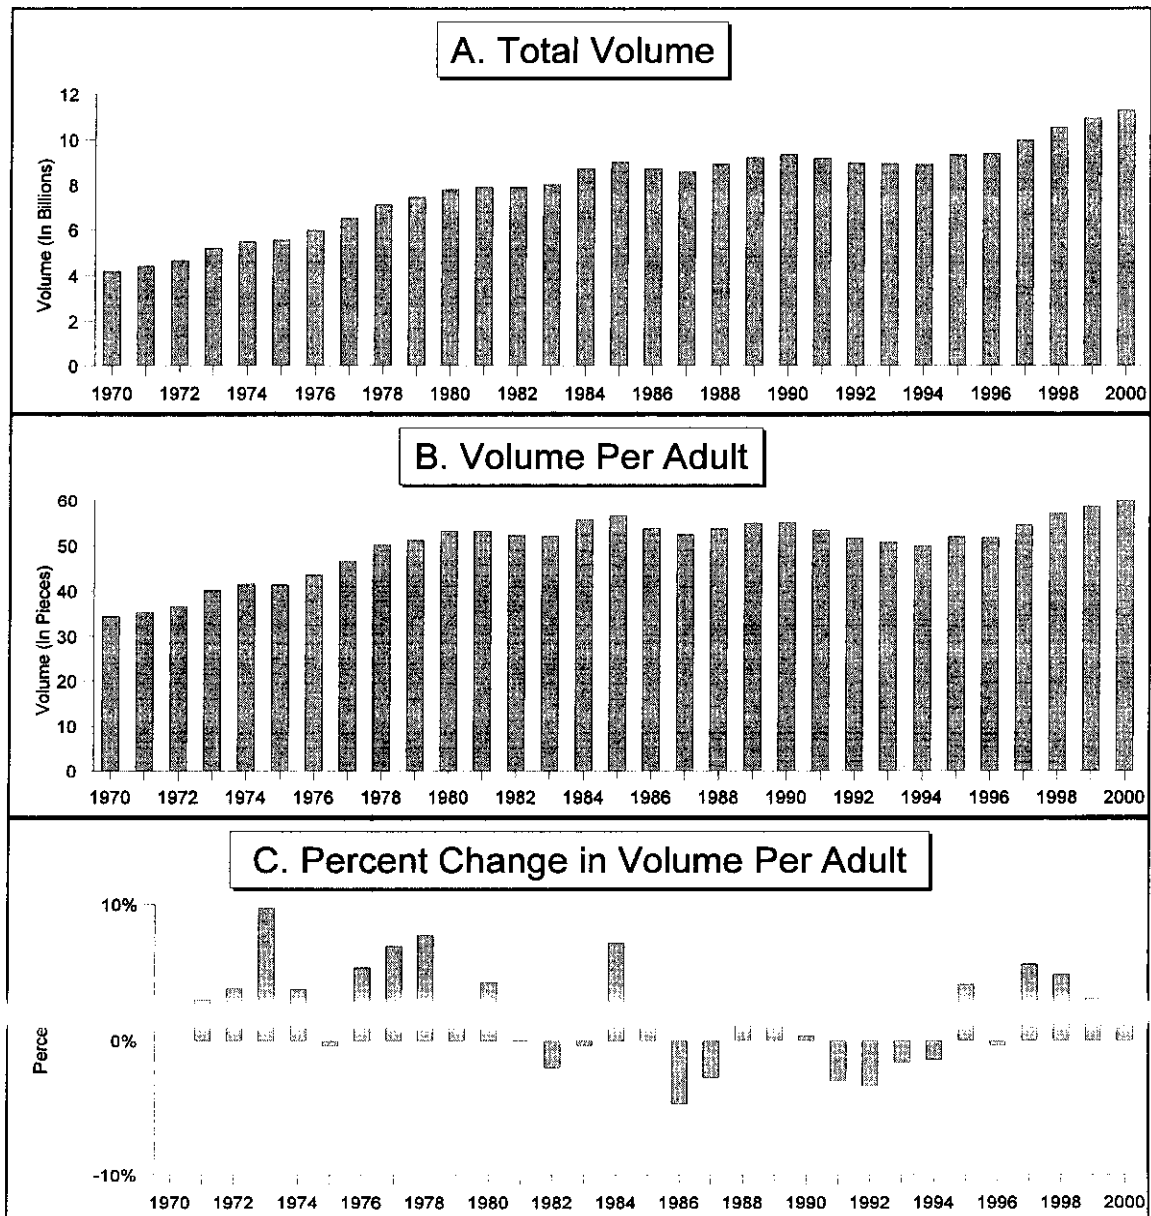 A. Total Volume
Volume (In Billions)
12
10
8
6
4
2
0
1970 1972 1974 1976 1978 1980 1982 1984 1986 1988 1990 1992 1994 1996 1998 2000
B. Volume Per Adult
Volume (In Pieces)
60
50
40
30
20
10
0
1970 1972 1974 1976 1978 1980 1982 1984 1986 1988 1990 1992 1994 1996 1998 2000
C. Percent Change in Volume Per Adult
Perce
10%
0%
-10%
1970 1972 1974 1976 1978 1980 1982 1984 1986 1988 1990 1992 1994 1996 1998 2000